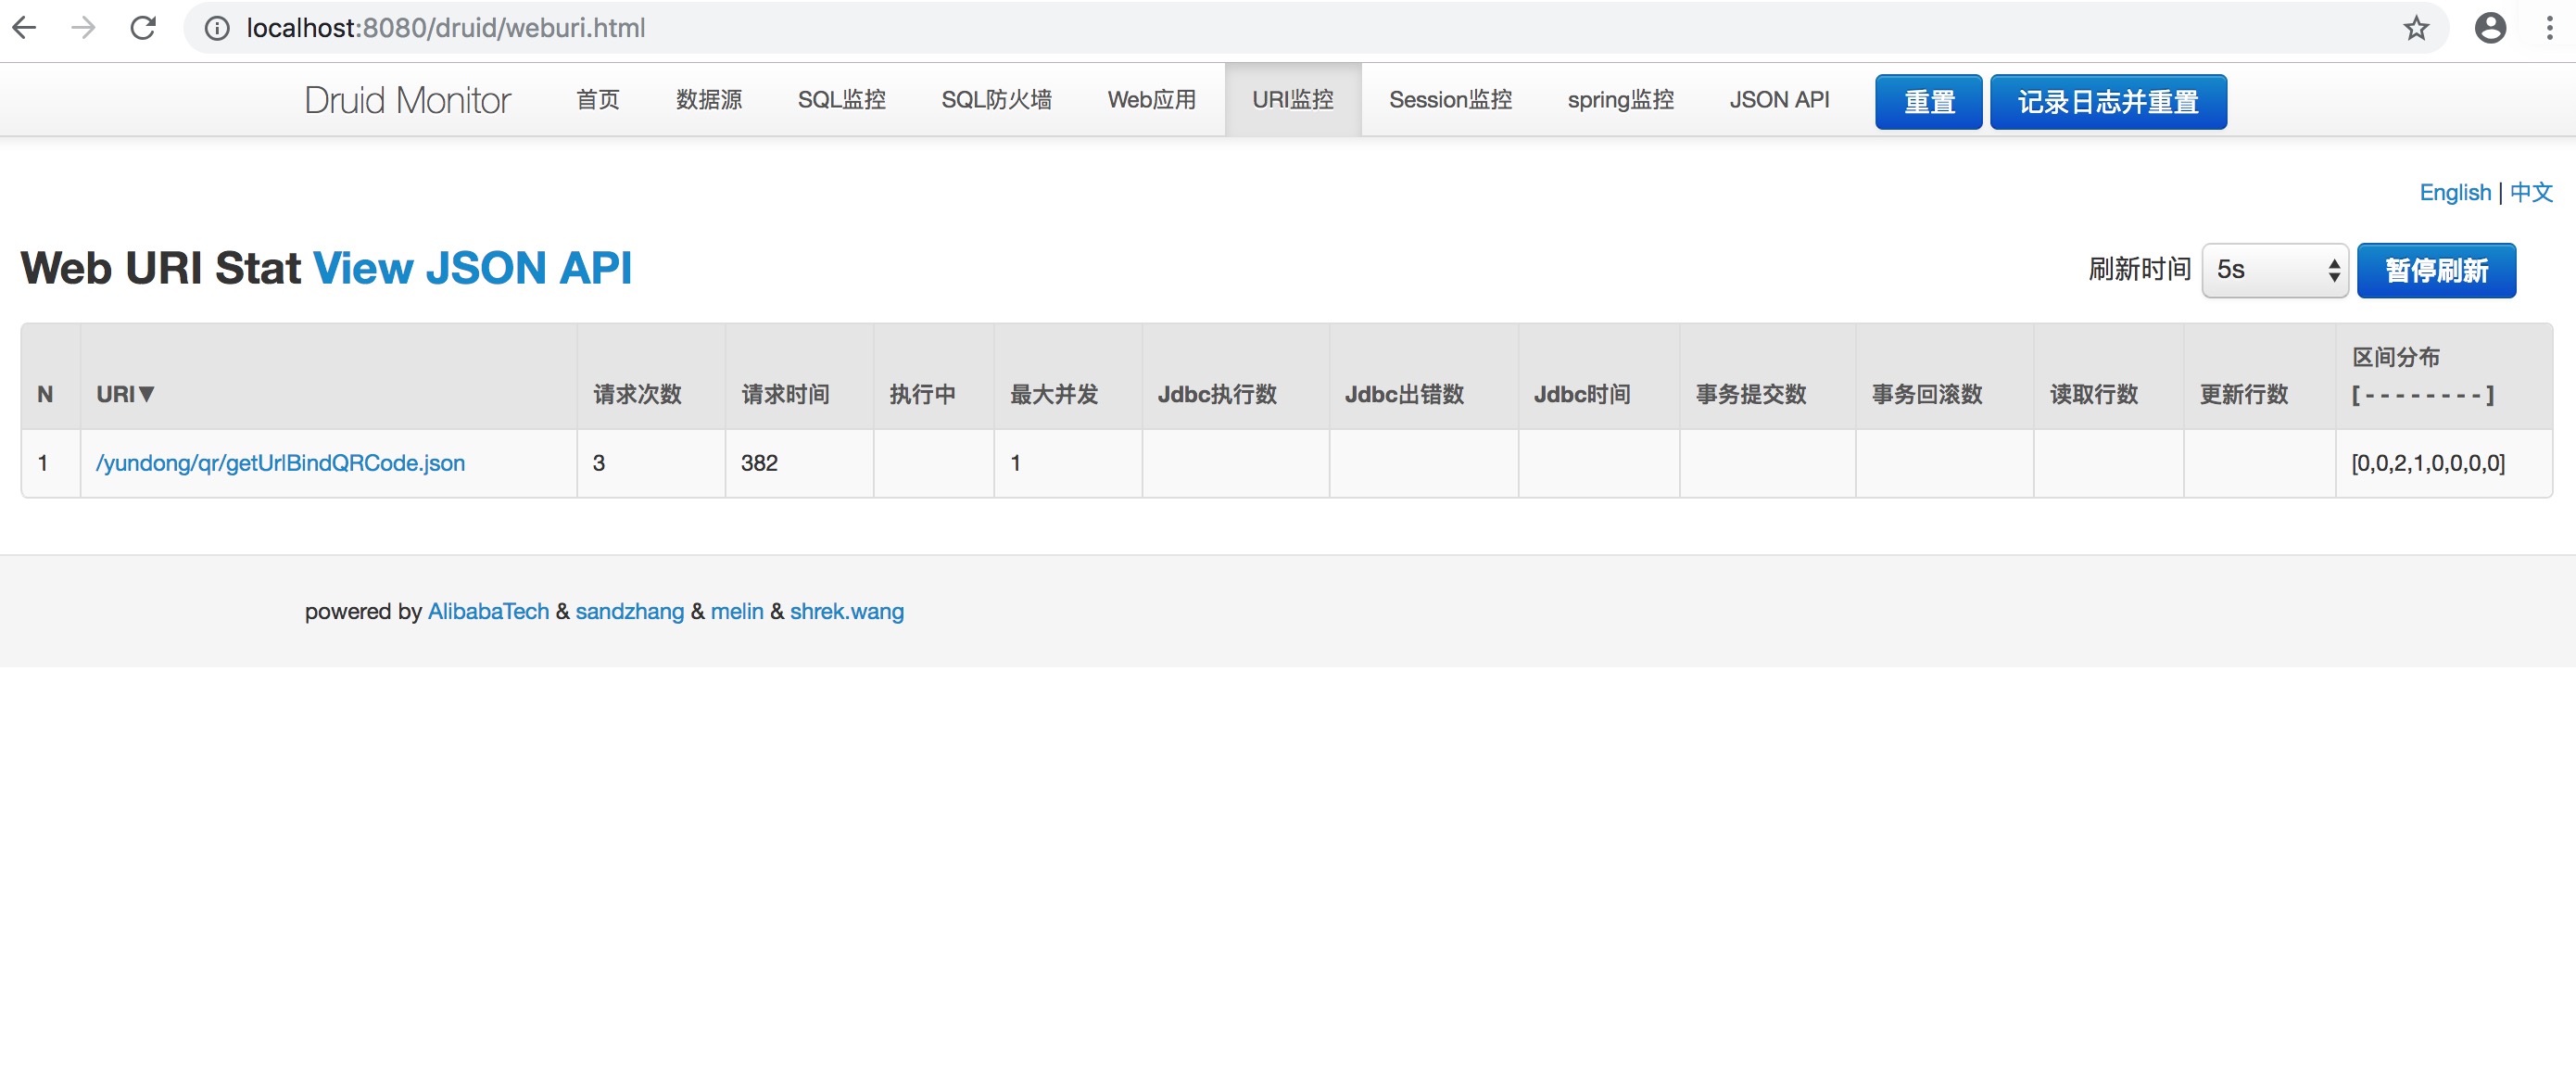 localhost:8080/druid/weburi.html
Druid Monitor 首页 数据源 SQL监控 SQL防火墙 Web应用 URI监控 Session监控 spring监控 JSON API 重置 记录日志并重置
English | 中文
Web URI Stat View JSON API 刷新时间 5s 暂停刷新
N URI▼ 请求次数 请求时间 执行中 最大并发 Jdbc执行数 Jdbc出错数 Jdbc时间 事务提交数 事务回滚数 读取行数 更新行数 区间分布
[ - - - - - - - - ]
1 /yundong/qr/getUrlBindQRCode.json 3 382 1 [0,0,2,1,0,0,0,0]
powered by AlibabaTech & sandzhang & melin & shrek.wang